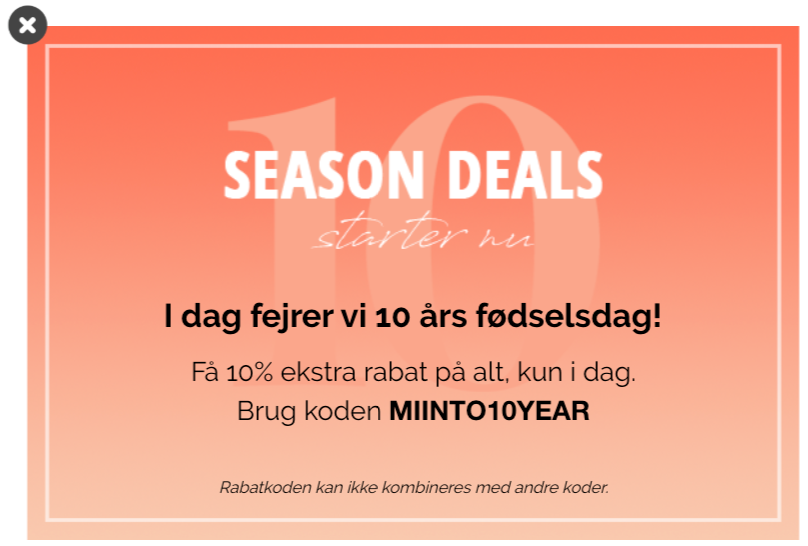 10
SEASON DEALS
starter nu
I dag fejrer vi 10 års fødselsdag!
Få 10% ekstra rabat på alt, kun i dag.
Brug koden MIINTO10YEAR
Rabatkoden kan ikke kombineres med andre koder.